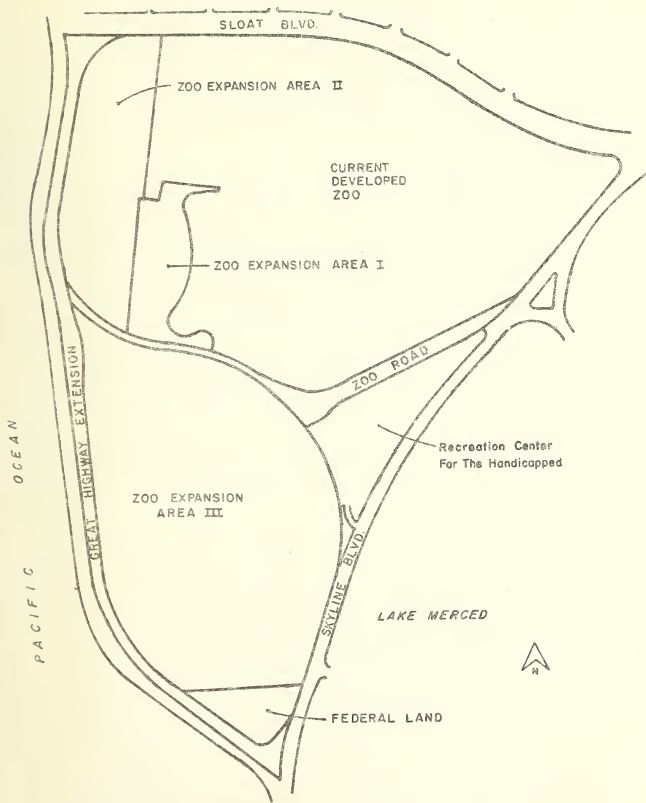 SLOAT BLVD.
ZOO EXPANSION AREA II
CURRENT
DEVELOPED
ZOO
ZOO EXPANSION AREA I
ZOO ROAD
Recreation Center
For The Handicapped
GREAT HIGHWAY EXTENSION
PACIFIC OCEAN
ZOO EXPANSION
AREA III
SKYLINE BLVD.
LAKE MERCED
N
FEDERAL LAND